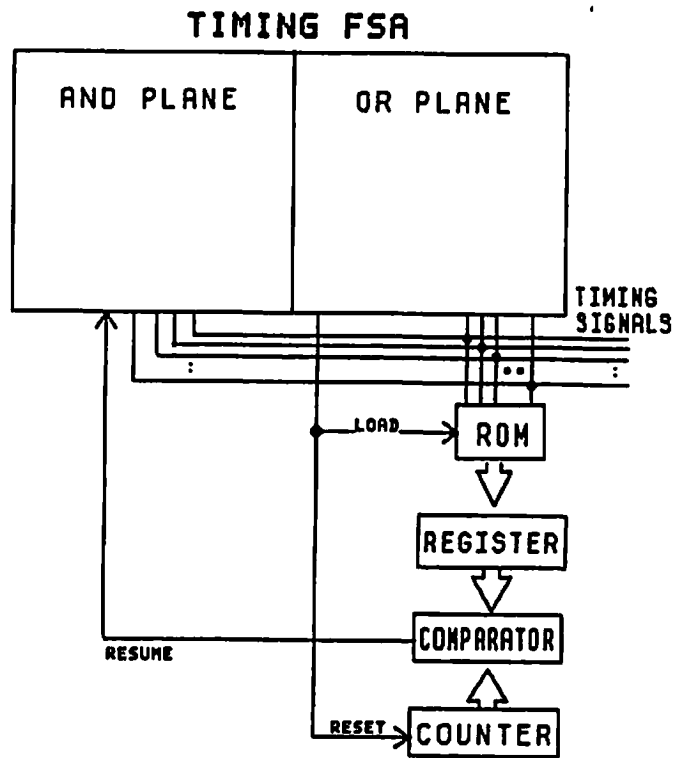 TIMING FSA
AND PLANE
OR PLANE
TIMING
SIGNALS
LOAD
ROM
REGISTER
COMPARATOR
RESUME
RESET
COUNTER